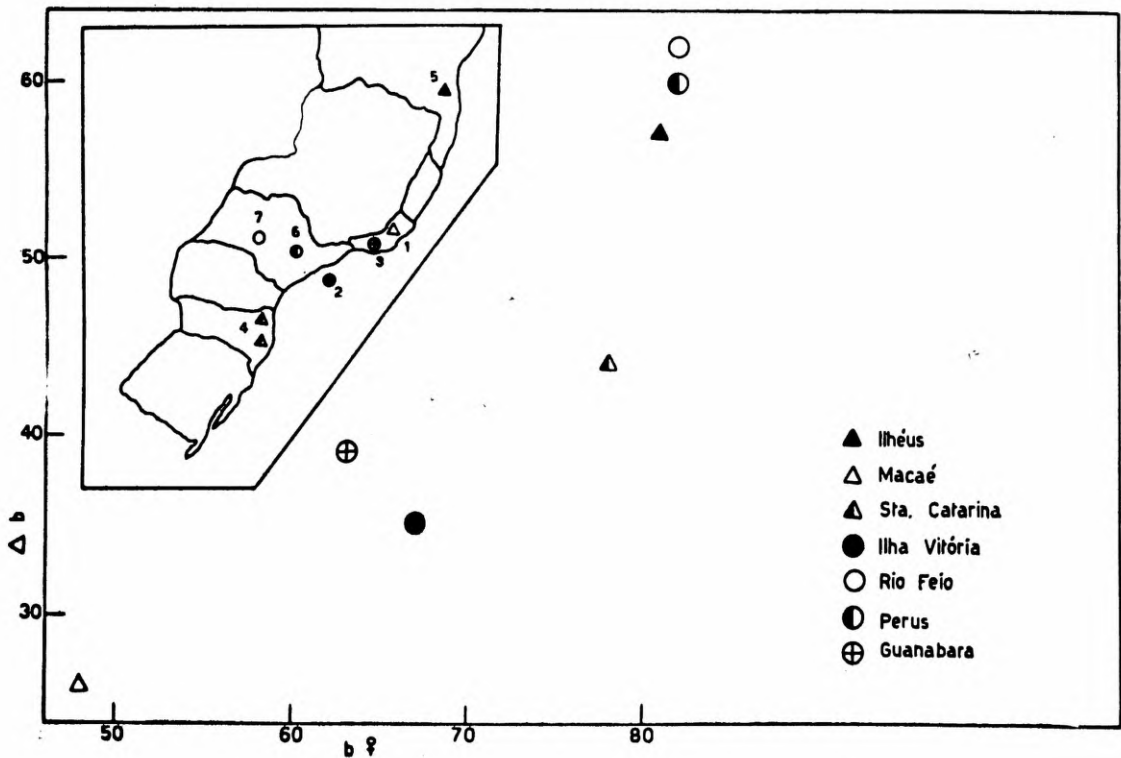 60
50
40
30
Δ b
50
60
70
80
b ♀
5
7
6
1
3
2
4
Ilhéus
Macaé
Sta. Catarina
Ilha Vitória
Rio Feio
Perus
Guanabara